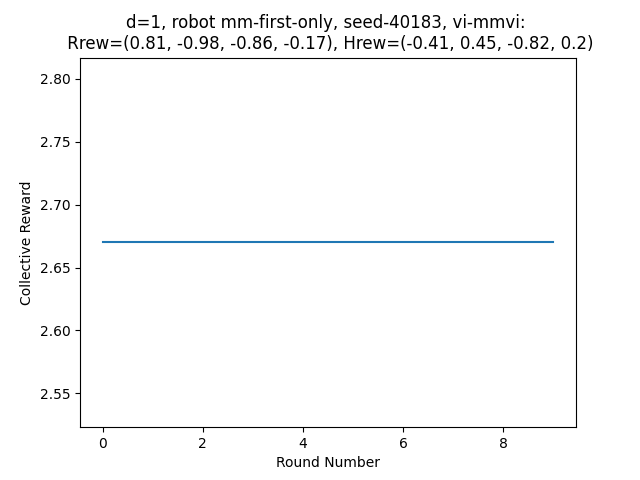 d=1, robot mm-first-only, seed-40183, vi-mmvi:
Rrew=(0.81, -0.98, -0.86, -0.17), Hrew=(-0.41, 0.45, -0.82, 0.2)
2.80
2.75
2.70
2.65
2.60
2.55
Collective Reward
0 2 4 6 8
Round Number